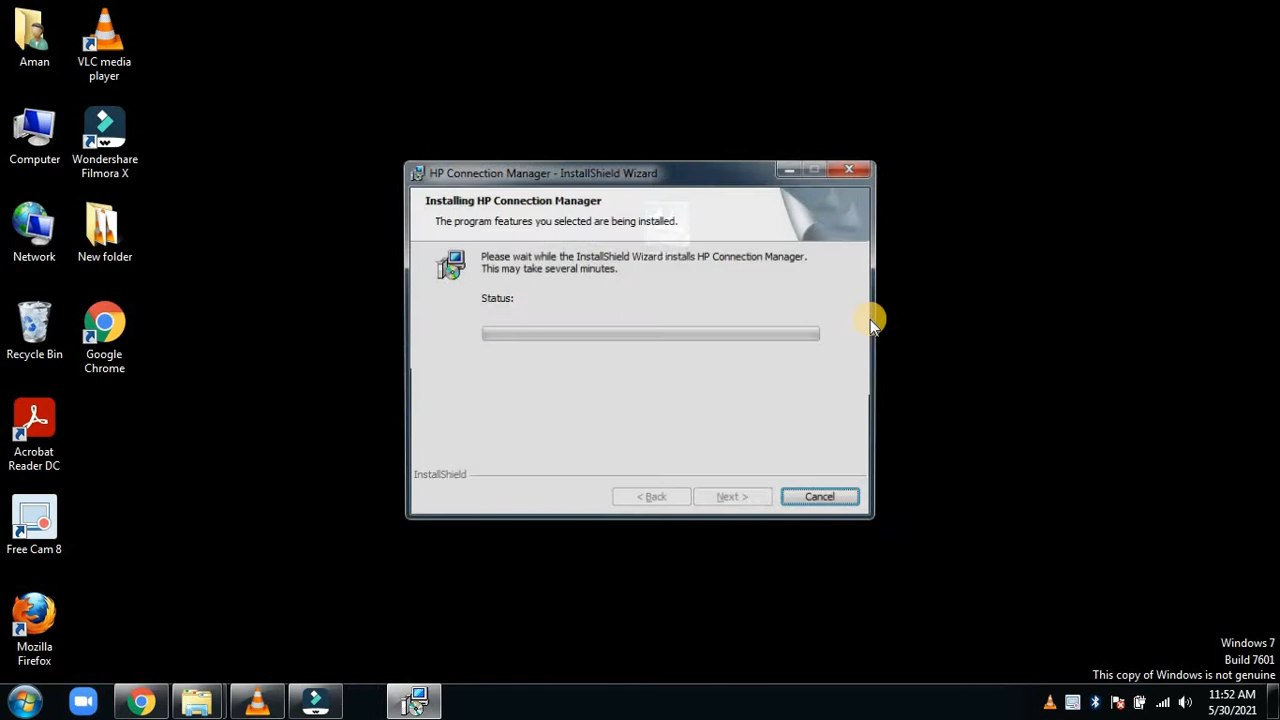 Aman
VLC media
player
Computer
Wondershare
Filmora X
Network
New folder
Recycle Bin
Google
Chrome
Acrobat
Reader DC
Free Cam 8
Mozilla
Firefox
HP Connection Manager - InstallShield Wizard
Installing HP Connection Manager
The program features you selected are being installed.
Please wait while the InstallShield Wizard installs HP Connection Manager.
This may take several minutes.
Status:
InstallShield
< Back
Next >
Cancel
Windows 7
Build 7601
This copy of Windows is not genuine
11:52 AM
5/30/2021